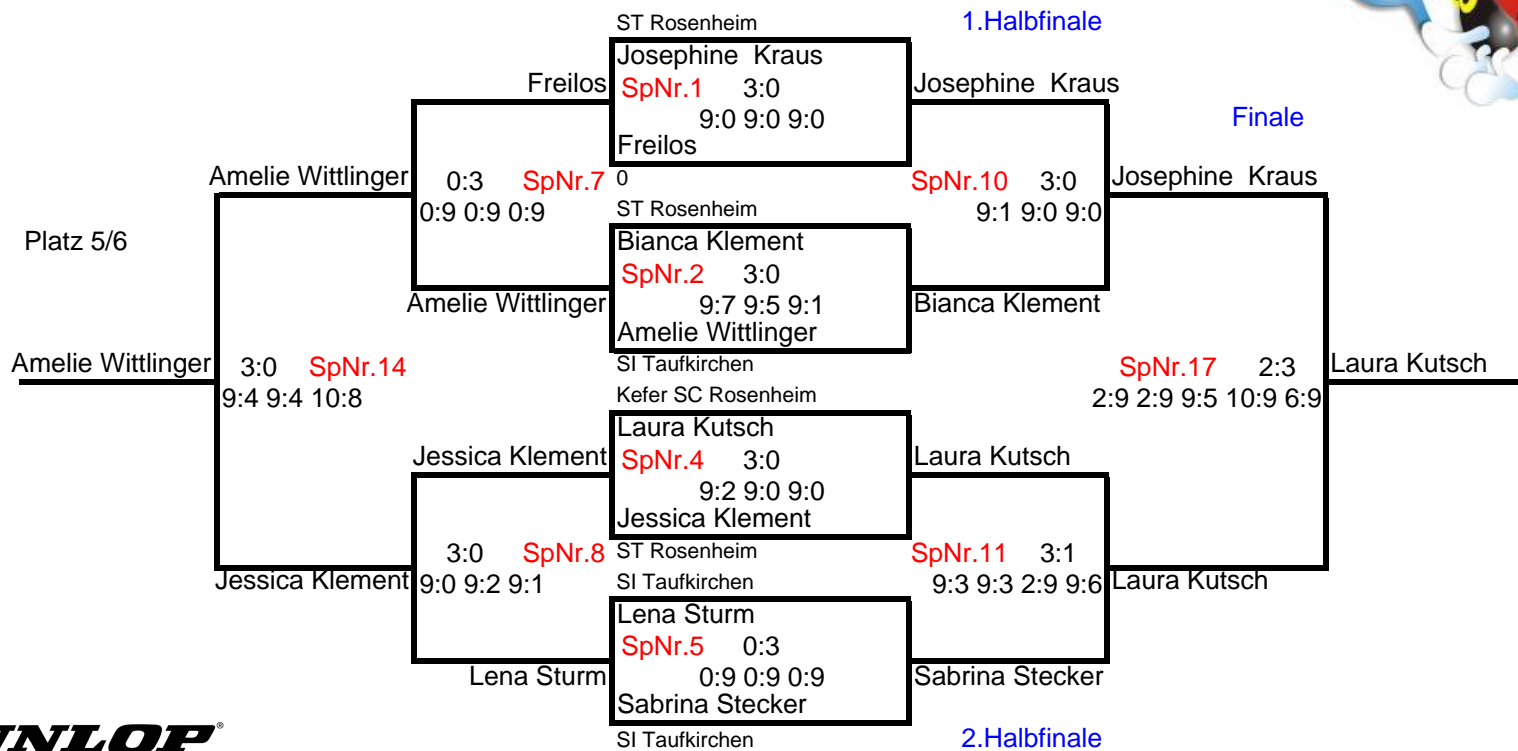 ST Rosenheim 1.Halbfinale
Josephine Kraus
Freilos SpNr.1 3:0 Josephine Kraus
9:0 9:0 9:0 Finale
Freilos
Amelie Wittlinger 0:3 SpNr.7 0 SpNr.10 3:0 Josephine Kraus
0:9 0:9 0:9 ST Rosenheim 9:1 9:0 9:0
Platz 5/6 Bianca Klement
SpNr.2 3:0
Amelie Wittlinger 9:7 9:5 9:1 Bianca Klement
Amelie Wittlinger
Amelie Wittlinger 3:0 SpNr.14 SI Taufkirchen SpNr.17 2:3 Laura Kutsch
9:4 9:4 10:8 Kefer SC Rosenheim 2:9 2:9 9:5 10:9 6:9
Laura Kutsch
Jessica Klement SpNr.4 3:0 Laura Kutsch
9:2 9:0 9:0
Jessica Klement
3:0 SpNr.8 ST Rosenheim SpNr.11 3:1
Jessica Klement 9:0 9:2 9:1 SI Taufkirchen 9:3 9:3 2:9 9:6 Laura Kutsch
Lena Sturm
SpNr.5 0:3
Lena Sturm 0:9 0:9 0:9 Sabrina Stecker
Sabrina Stecker
SI Taufkirchen 2.Halbfinale